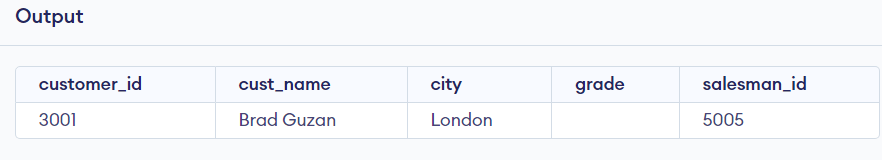 Output
customer_id cust_name city grade salesman_id
3001 Brad Guzan London 5005